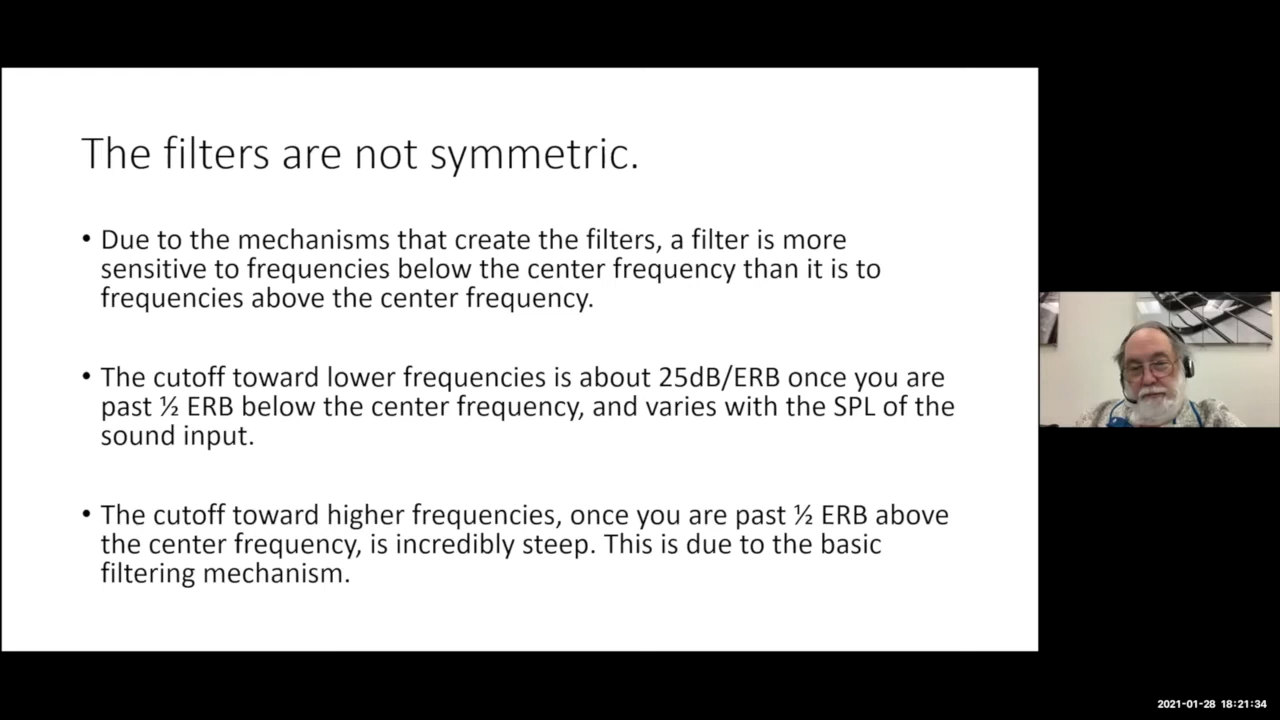 The filters are not symmetric.
• Due to the mechanisms that create the filters, a filter is more
sensitive to frequencies below the center frequency than it is to
frequencies above the center frequency.
• The cutoff toward lower frequencies is about 25dB/ERB once you are
past ½ ERB below the center frequency, and varies with the SPL of the
sound input.
• The cutoff toward higher frequencies, once you are past ½ ERB above
the center frequency, is incredibly steep. This is due to the basic
filtering mechanism.
2021-01-28 18:21:34